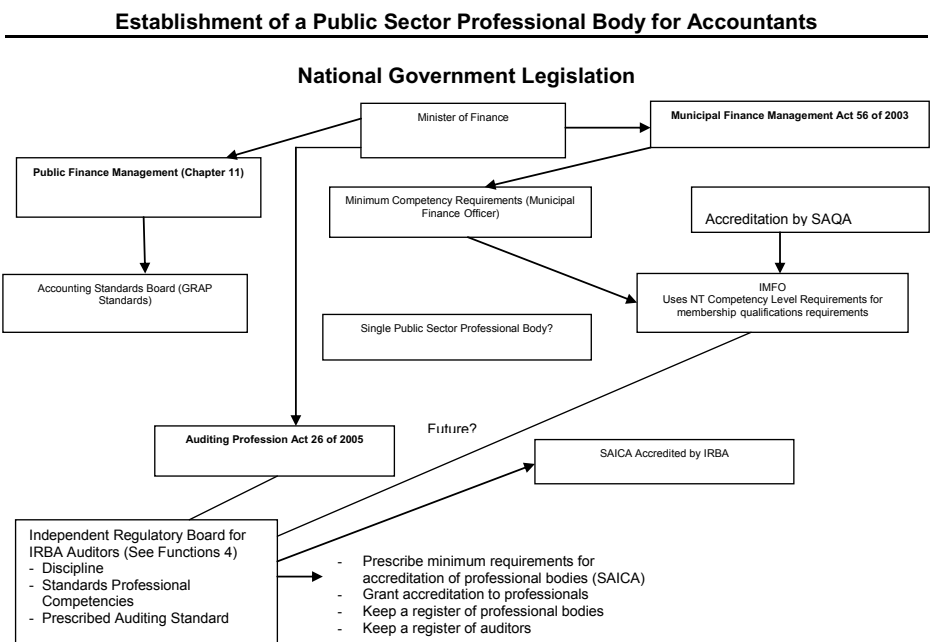 Establishment of a Public Sector Professional Body for Accountants
National Government Legislation
Minister of Finance
Municipal Finance Management Act 56 of 2003
Public Finance Management (Chapter 11)
Minimum Competency Requirements (Municipal
Finance Officer)
Accreditation by SAQA
Accounting Standards Board (GRAP
Standards)
IMFO
Uses NT Competency Level Requirements for
membership qualifications requirements
Single Public Sector Professional Body?
Future?
Auditing Profession Act 26 of 2005
SAICA Accredited by IRBA
Independent Regulatory Board for
IRBA Auditors (See Functions 4)
- Discipline
- Standards Professional
Competencies
- Prescribed Auditing Standard
- Prescribe minimum requirements for
accreditation of professional bodies (SAICA)
- Grant accreditation to professionals
- Keep a register of professional bodies
- Keep a register of auditors